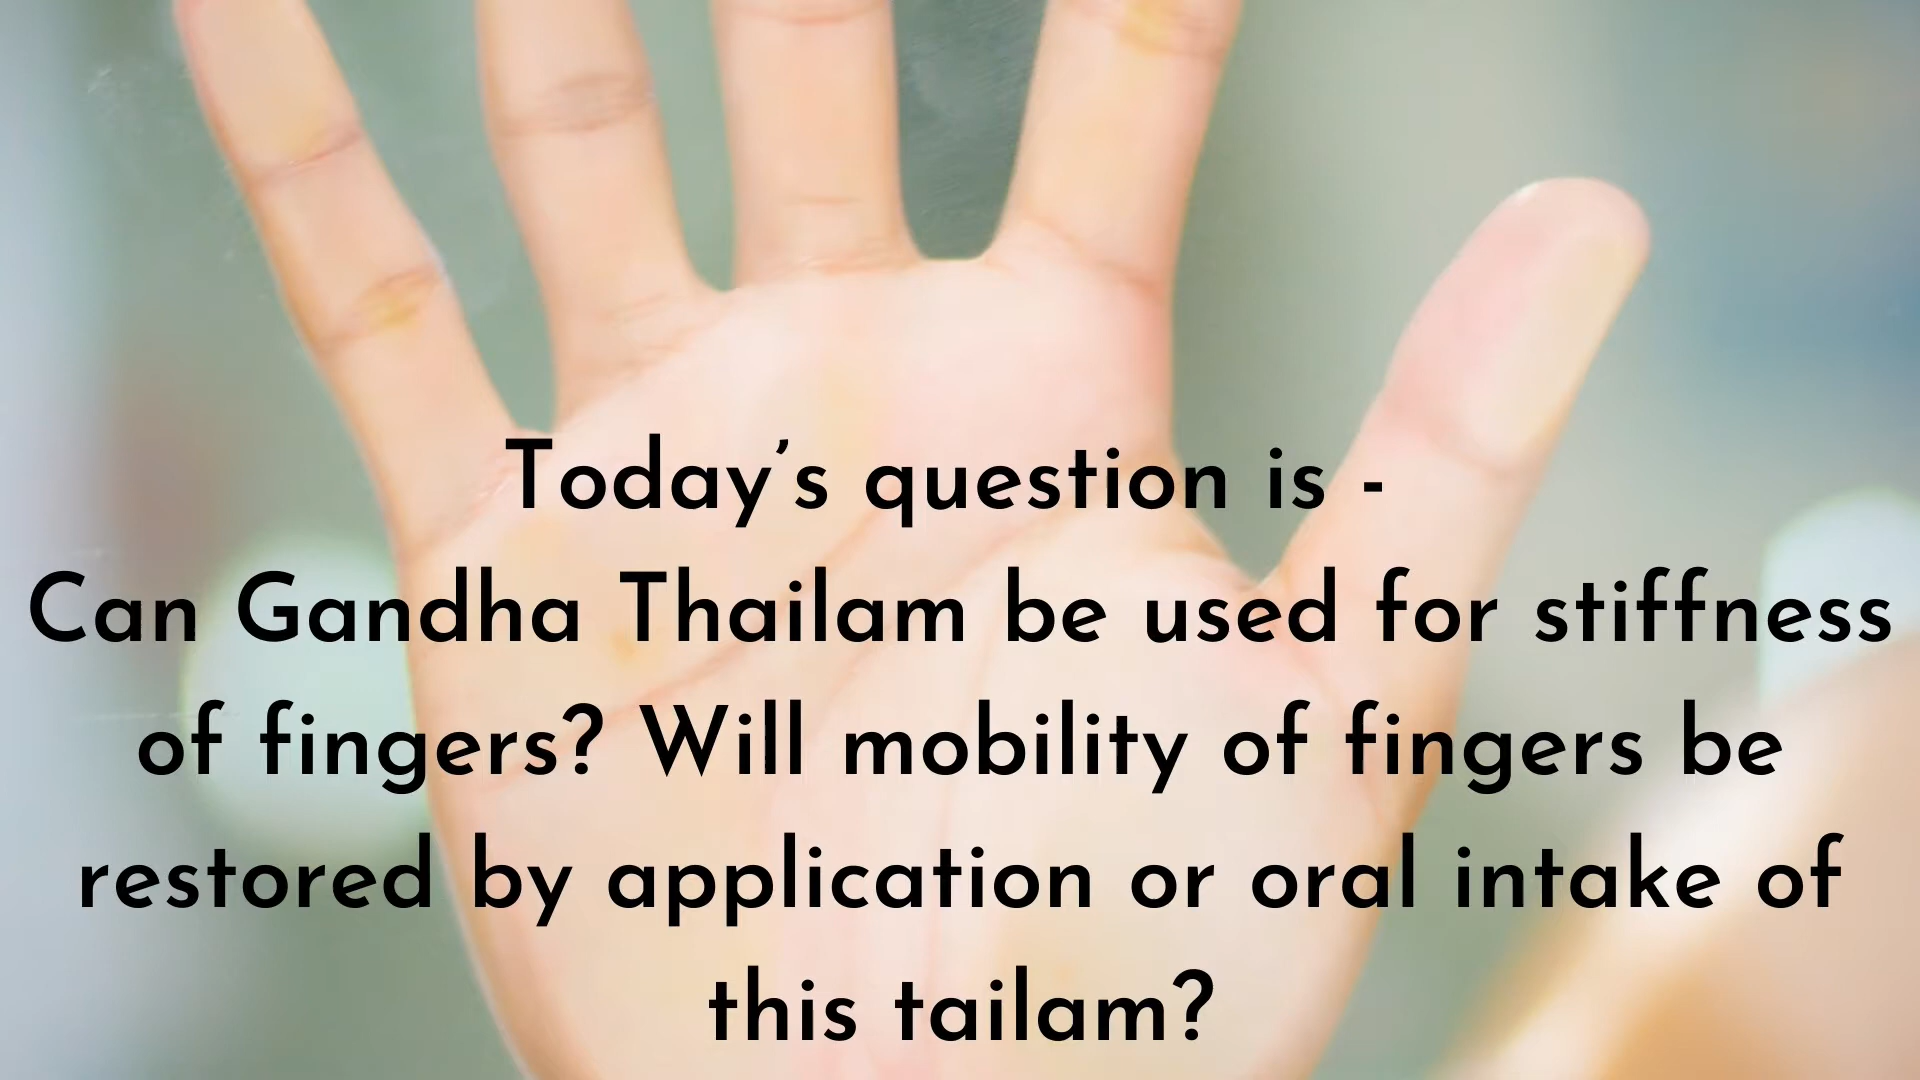 Today’s question is -
Can Gandha Thailam be used for stiffness
of fingers? Will mobility of fingers be
restored by application or oral intake of
this tailam?